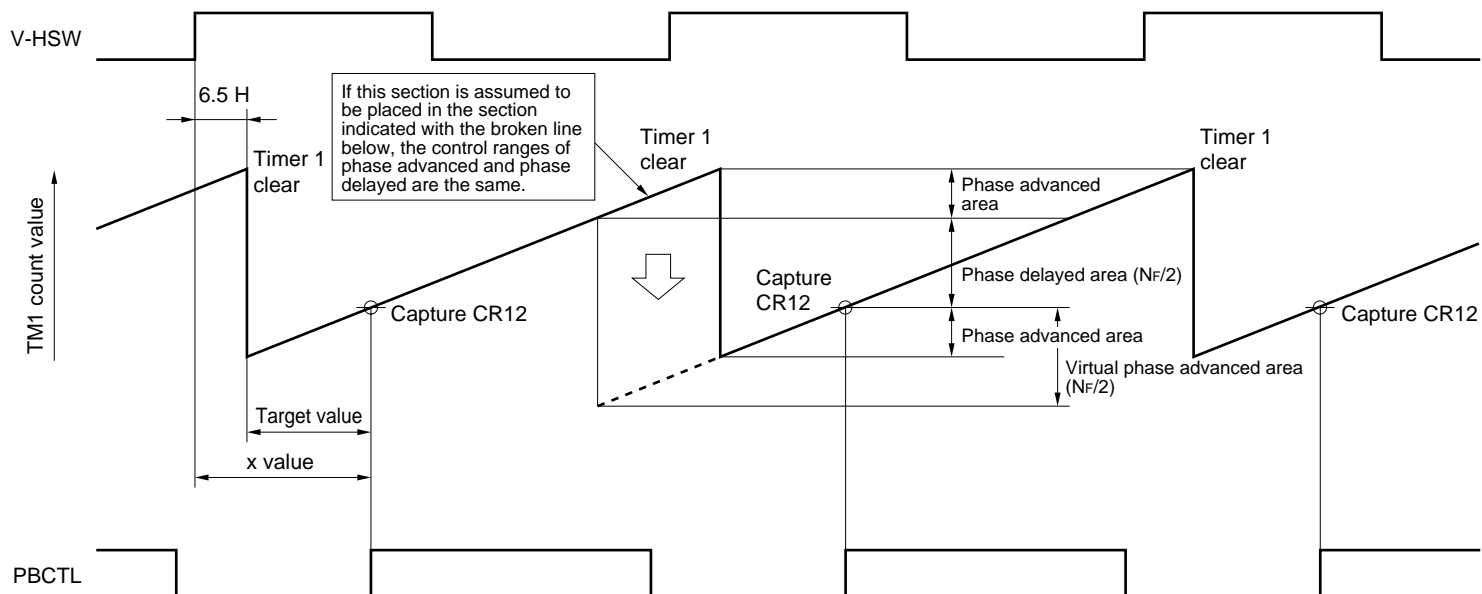 V-HSW
6.5 H
If this section is assumed to
be placed in the section
indicated with the broken line
below, the control ranges of
phase advanced and phase
delayed are the same.
Timer 1
clear
Timer 1
clear
Timer 1
clear
TM1 count value
Phase advanced
area
Phase delayed area (NF/2)
Capture
CR12
Capture CR12
Capture CR12
Phase advanced area
Virtual phase advanced area
(NF/2)
Target value
x value
PBCTL